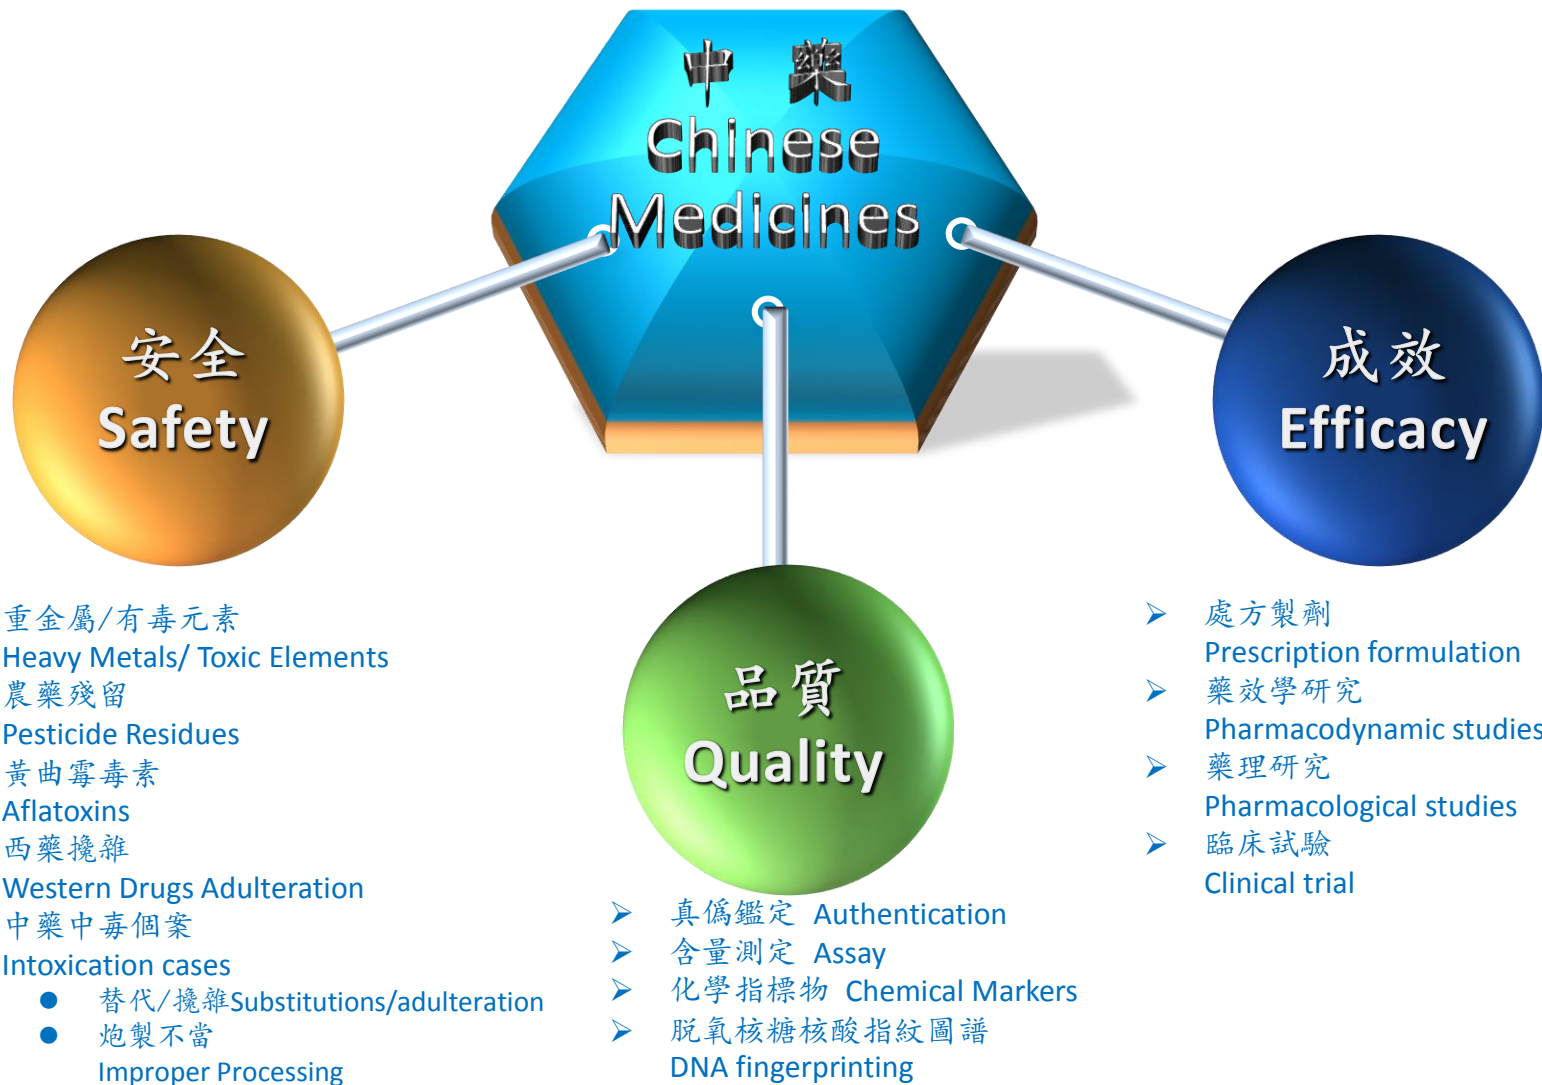 中 藥
Chinese
Medicines
安全
Safety
成效
Efficacy
品質
Quality
重金屬/有毒元素
Heavy Metals/ Toxic Elements
農藥殘留
Pesticide Residues
黃曲霉毒素
Aflatoxins
西藥攙雜
Western Drugs Adulteration
中藥中毒個案
Intoxication cases
● 替代/攙雜Substitutions/adulteration
● 炮製不當
Improper Processing
➢ 真偽鑑定 Authentication
➢ 含量測定 Assay
➢ 化學指標物 Chemical Markers
➢ 脱氧核糖核酸指紋圖譜
DNA fingerprinting
➢ 處方製劑
Prescription formulation
➢ 藥效學研究
Pharmacodynamic studies
➢ 藥理研究
Pharmacological studies
➢ 臨床試驗
Clinical trial